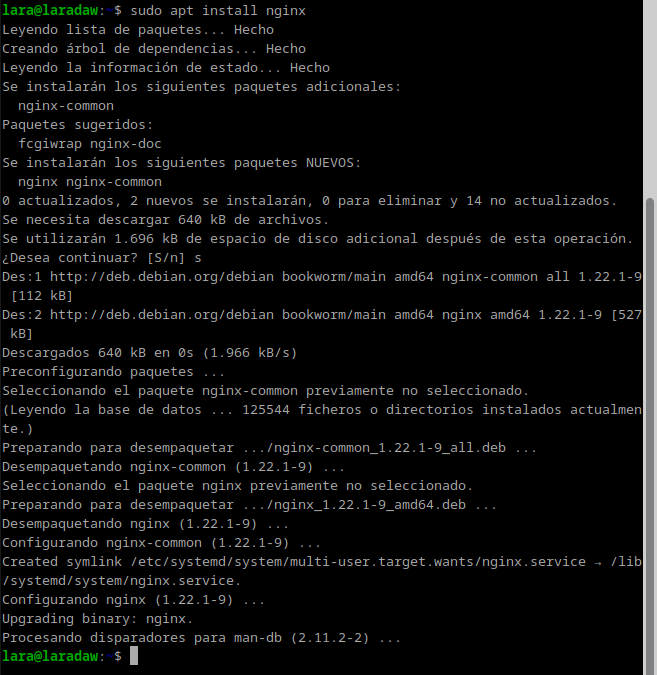 lara@laradaw:~$ sudo apt install nginx
Leyendo lista de paquetes... Hecho
Creando árbol de dependencias... Hecho
Leyendo la información de estado... Hecho
Se instalarán los siguientes paquetes adicionales:
  nginx-common
Paquetes sugeridos:
  fcgiwrap nginx-doc
Se instalarán los siguientes paquetes NUEVOS:
  nginx nginx-common
0 actualizados, 2 nuevos se instalarán, 0 para eliminar y 14 no actualizados.
Se necesita descargar 640 kB de archivos.
Se utilizarán 1.696 kB de espacio de disco adicional después de esta operación.
¿Desea continuar? [S/n] s
Des:1 http://deb.debian.org/debian bookworm/main amd64 nginx-common all 1.22.1-9
 [112 kB]
Des:2 http://deb.debian.org/debian bookworm/main amd64 nginx amd64 1.22.1-9 [527
 kB]
Descargados 640 kB en 0s (1.966 kB/s)
Preconfigurando paquetes ...
Seleccionando el paquete nginx-common previamente no seleccionado.
(Leyendo la base de datos ... 125544 ficheros o directorios instalados actualmen
te.)
Preparando para desempaquetar .../nginx-common_1.22.1-9_all.deb ...
Desempaquetando nginx-common (1.22.1-9) ...
Seleccionando el paquete nginx previamente no seleccionado.
Preparando para desempaquetar .../nginx_1.22.1-9_amd64.deb ...
Desempaquetando nginx (1.22.1-9) ...
Configurando nginx-common (1.22.1-9) ...
Created symlink /etc/systemd/system/multi-user.target.wants/nginx.service → /lib
/systemd/system/nginx.service.
Configurando nginx (1.22.1-9) ...
Upgrading binary: nginx.
Procesando disparadores para man-db (2.11.2-2) ...
lara@laradaw:~$